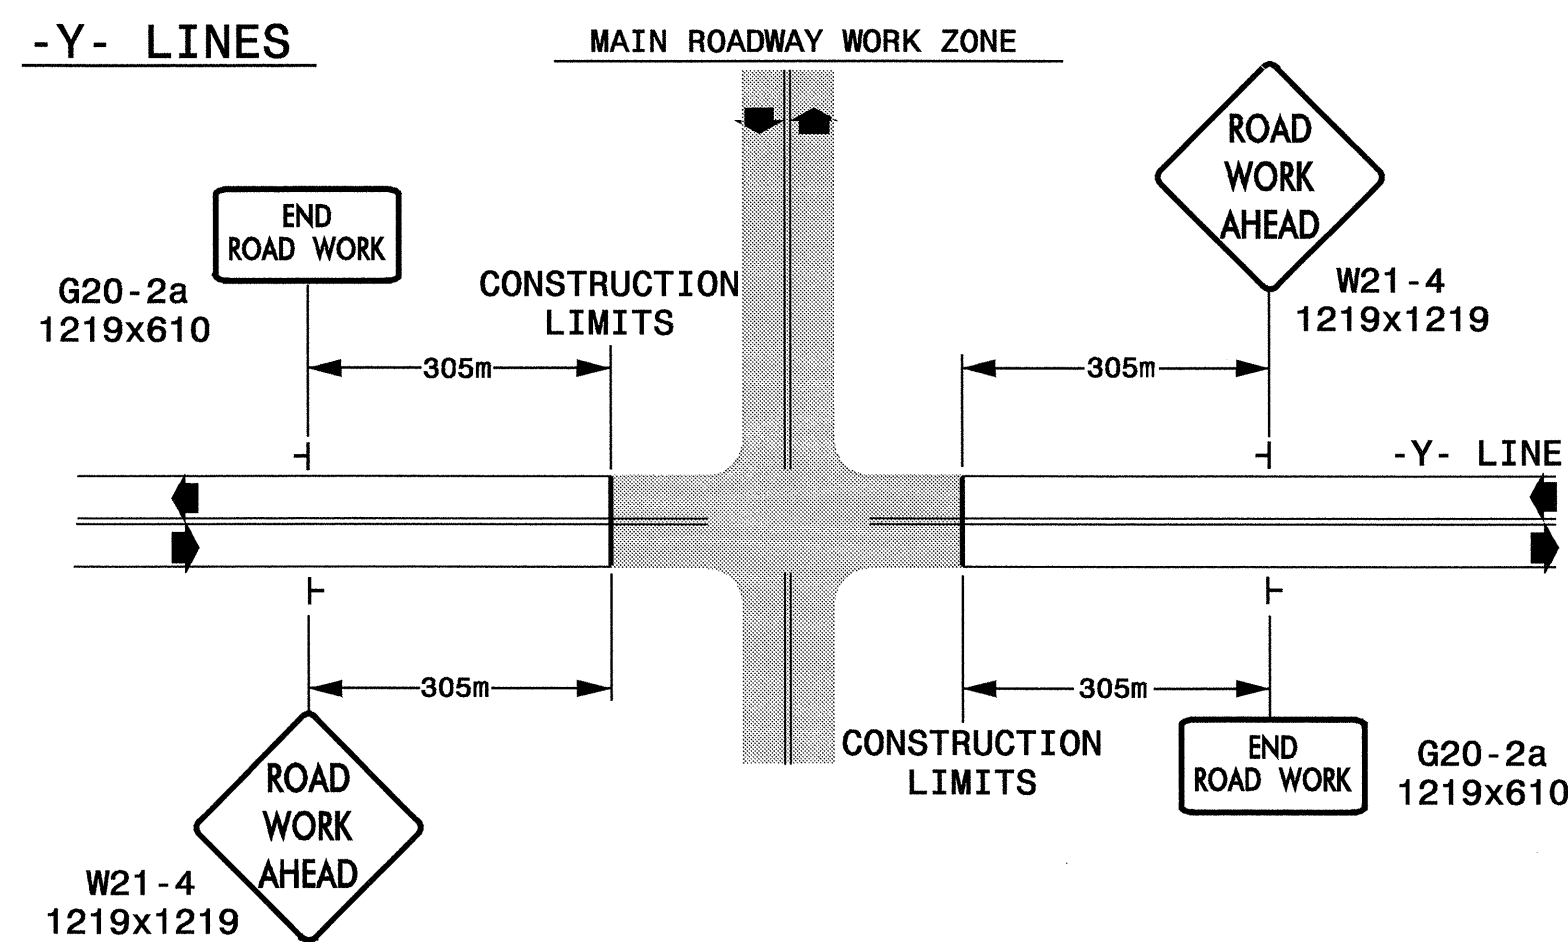 -Y- LINES
MAIN ROADWAY WORK ZONE
ROAD
WORK
AHEAD
END
ROAD WORK
G20-2a
1219x610
CONSTRUCTION
LIMITS
W21-4
1219x1219
305m
305m
-Y- LINE
305m
305m
CONSTRUCTION
LIMITS
END
ROAD WORK
G20-2a
1219x610
ROAD
WORK
AHEAD
W21-4
1219x1219